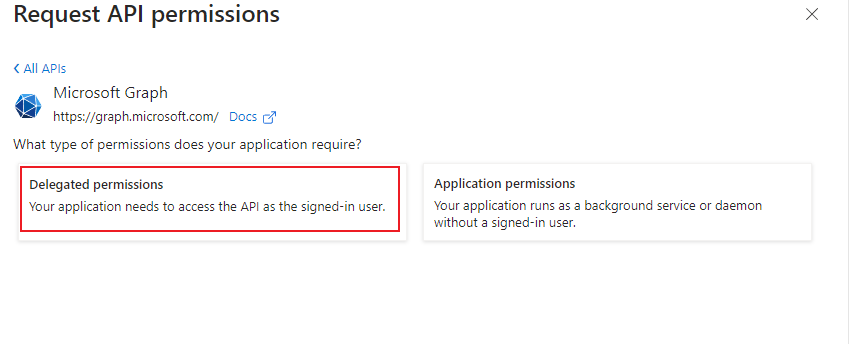 Request API permissions
All APIs
Microsoft Graph
https://graph.microsoft.com/ Docs
What type of permissions does your application require?
Delegated permissions
Your application needs to access the API as the signed-in user.
Application permissions
Your application runs as a background service or daemon
without a signed-in user.